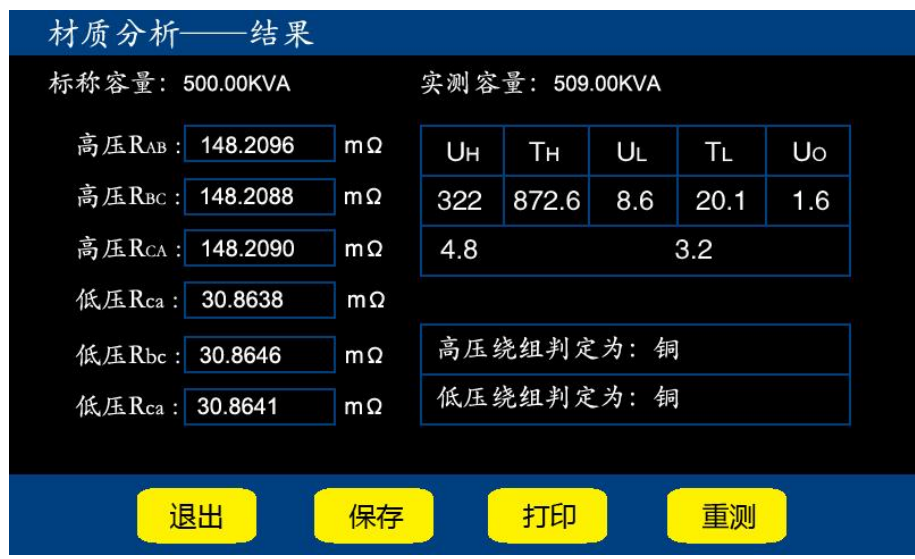 材质分析——结果
标称容量：500.00KVA
实测容量：509.00KVA
高压RAB： 148.2096 mΩ
高压RBC： 148.2088 mΩ
高压RCA： 148.2090 mΩ
低压Rca： 30.8638 mΩ
低压Rbc： 30.8646 mΩ
低压Rca： 30.8641 mΩ
UH TH UL TL UO
322 872.6 8.6 20.1 1.6
4.8 3.2
高压绕组判定为：铜
低压绕组判定为：铜
退出 保存 打印 重测